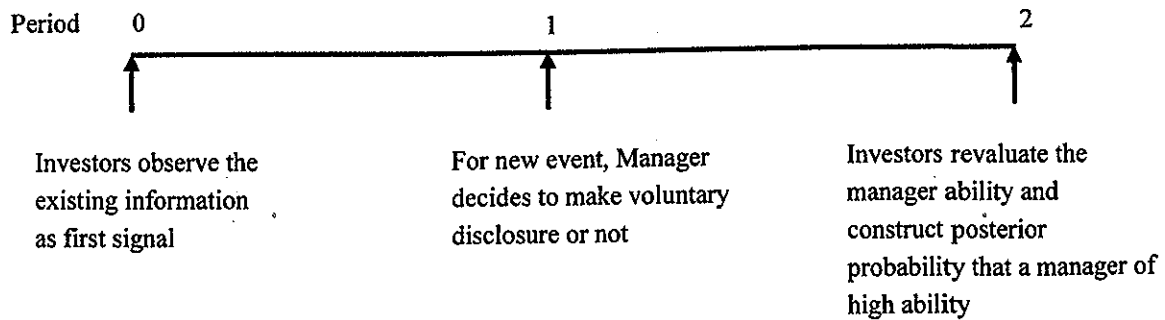 Period 0 1 2
Investors observe the
existing information
as first signal
For new event, Manager
decides to make voluntary
disclosure or not
Investors revaluate the
manager ability and
construct posterior
probability that a manager of
high ability